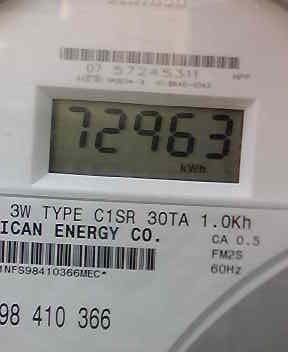 07 57245311
72963
kWh
3W TYPE C1SR 30TA 1.0Kh
ICAN ENERGY CO.
CA 0.5
FM2S
60Hz
1NFS98410366MEC*
98 410 366